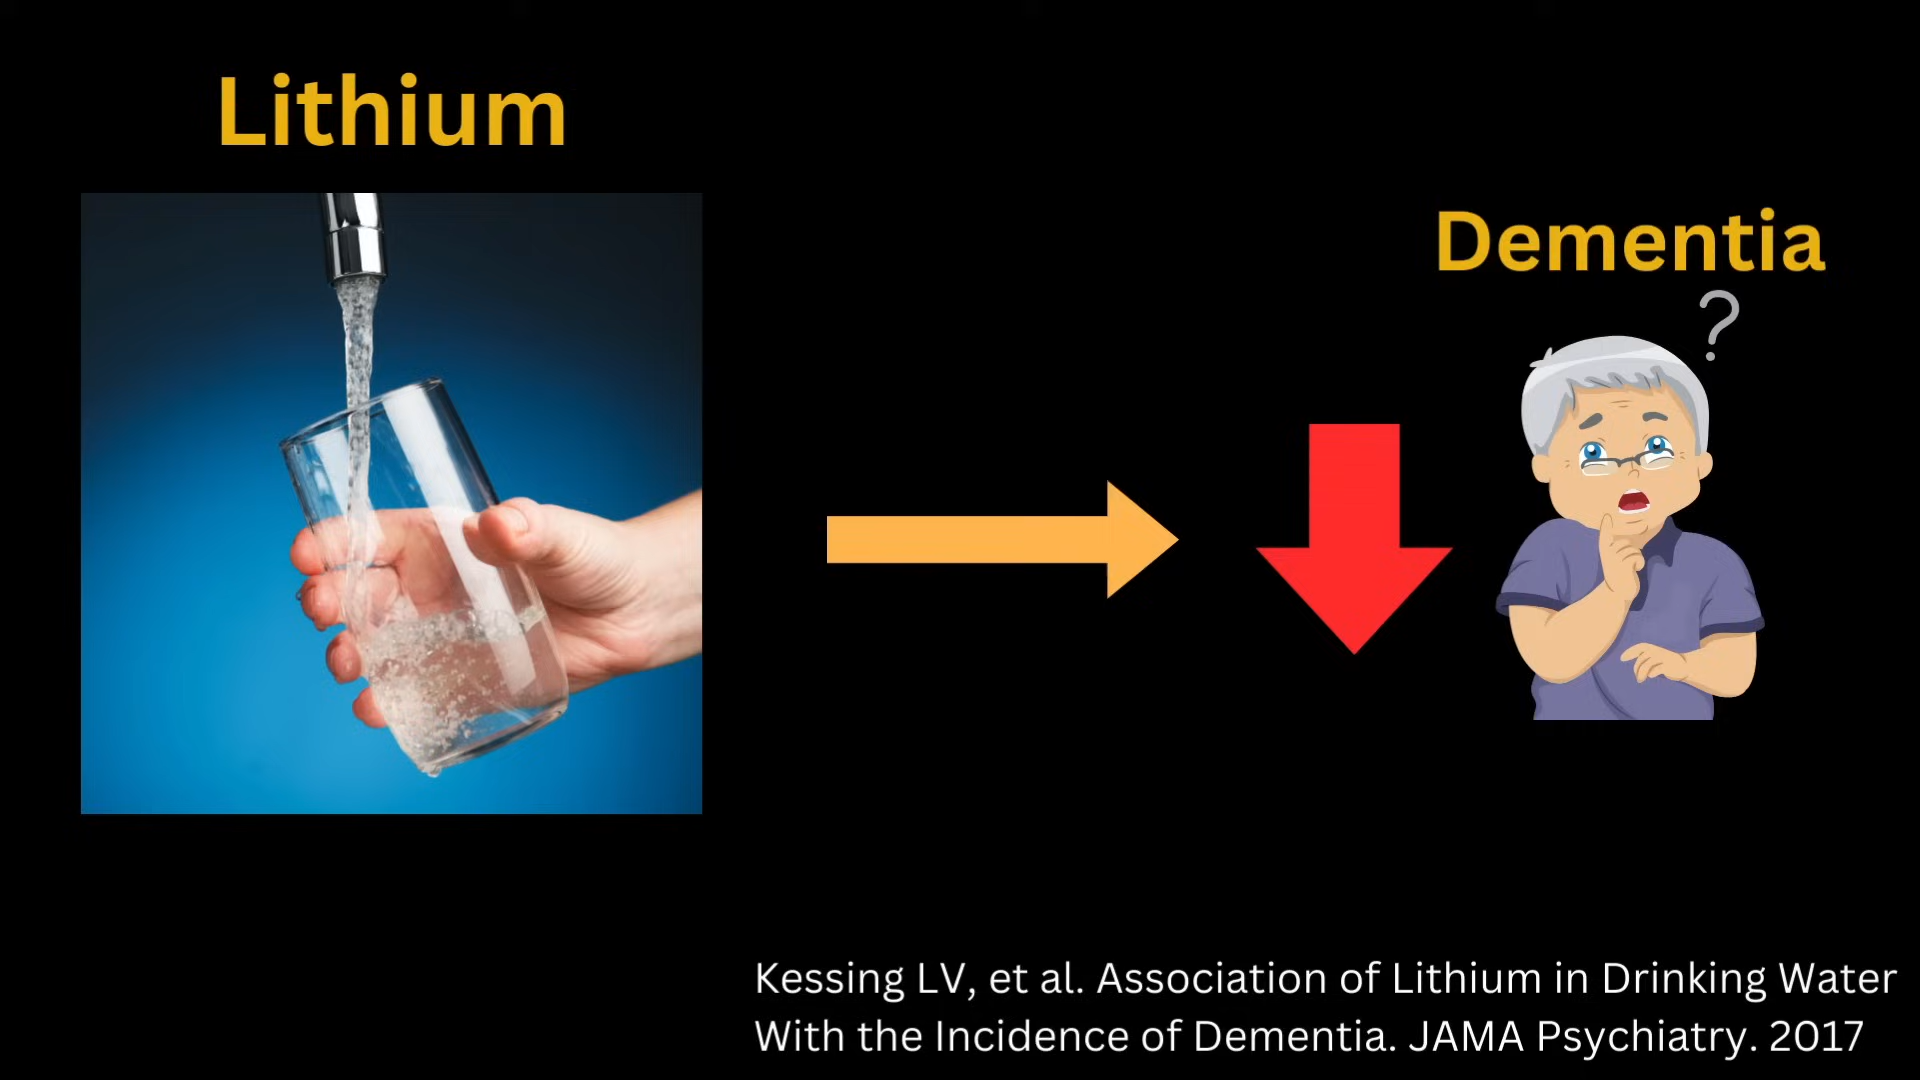 Lithium
Dementia
?
Kessing LV, et al. Association of Lithium in Drinking Water
With the Incidence of Dementia. JAMA Psychiatry. 2017